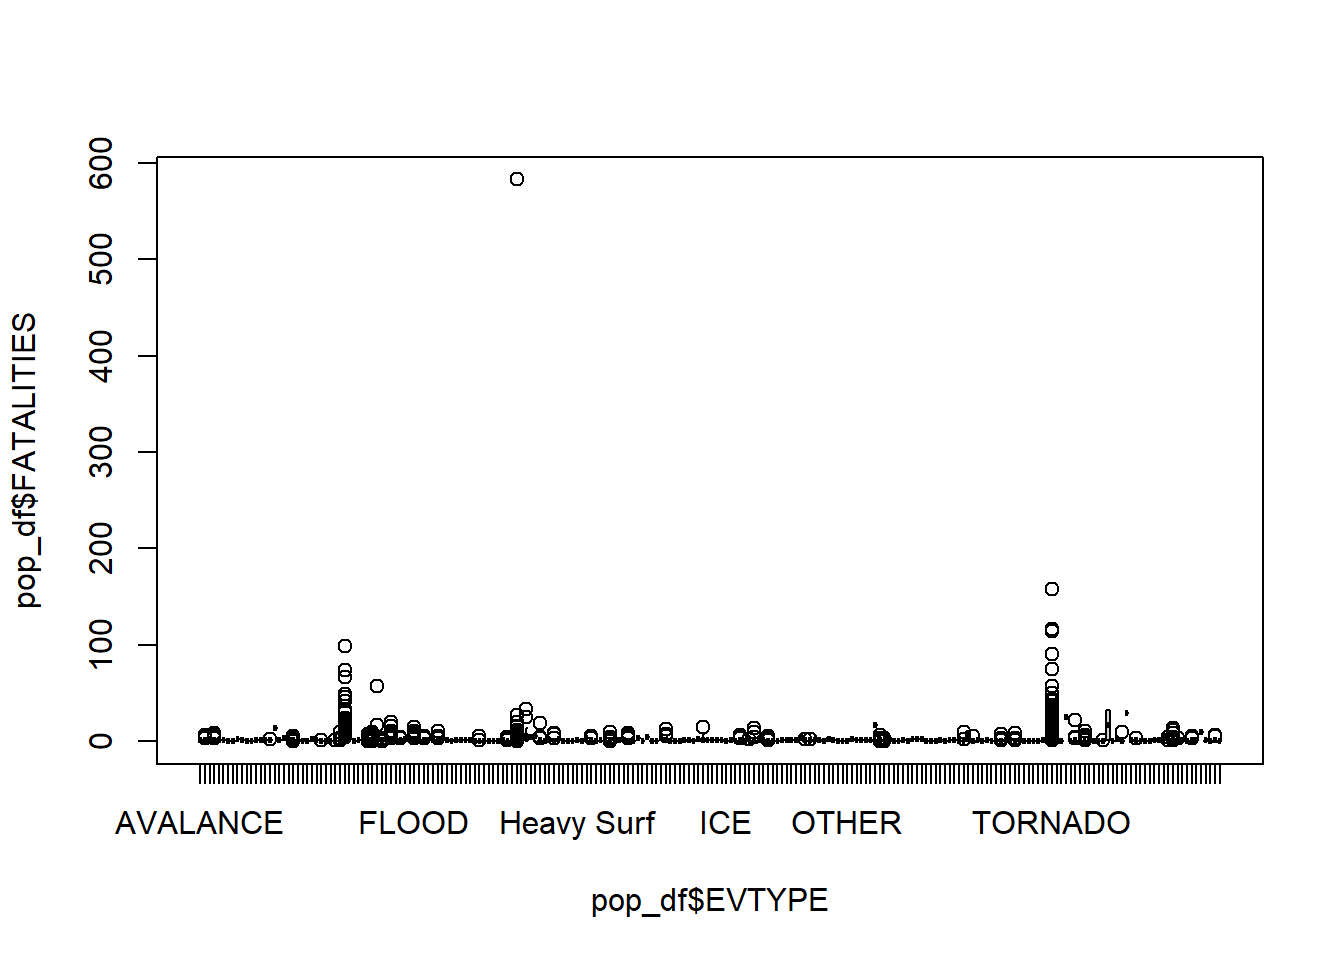 pop_df$FATALITIES
600
500
400
300
200
100
0
AVALANCE FLOOD Heavy Surf ICE OTHER TORNADO
pop_df$EVTYPE